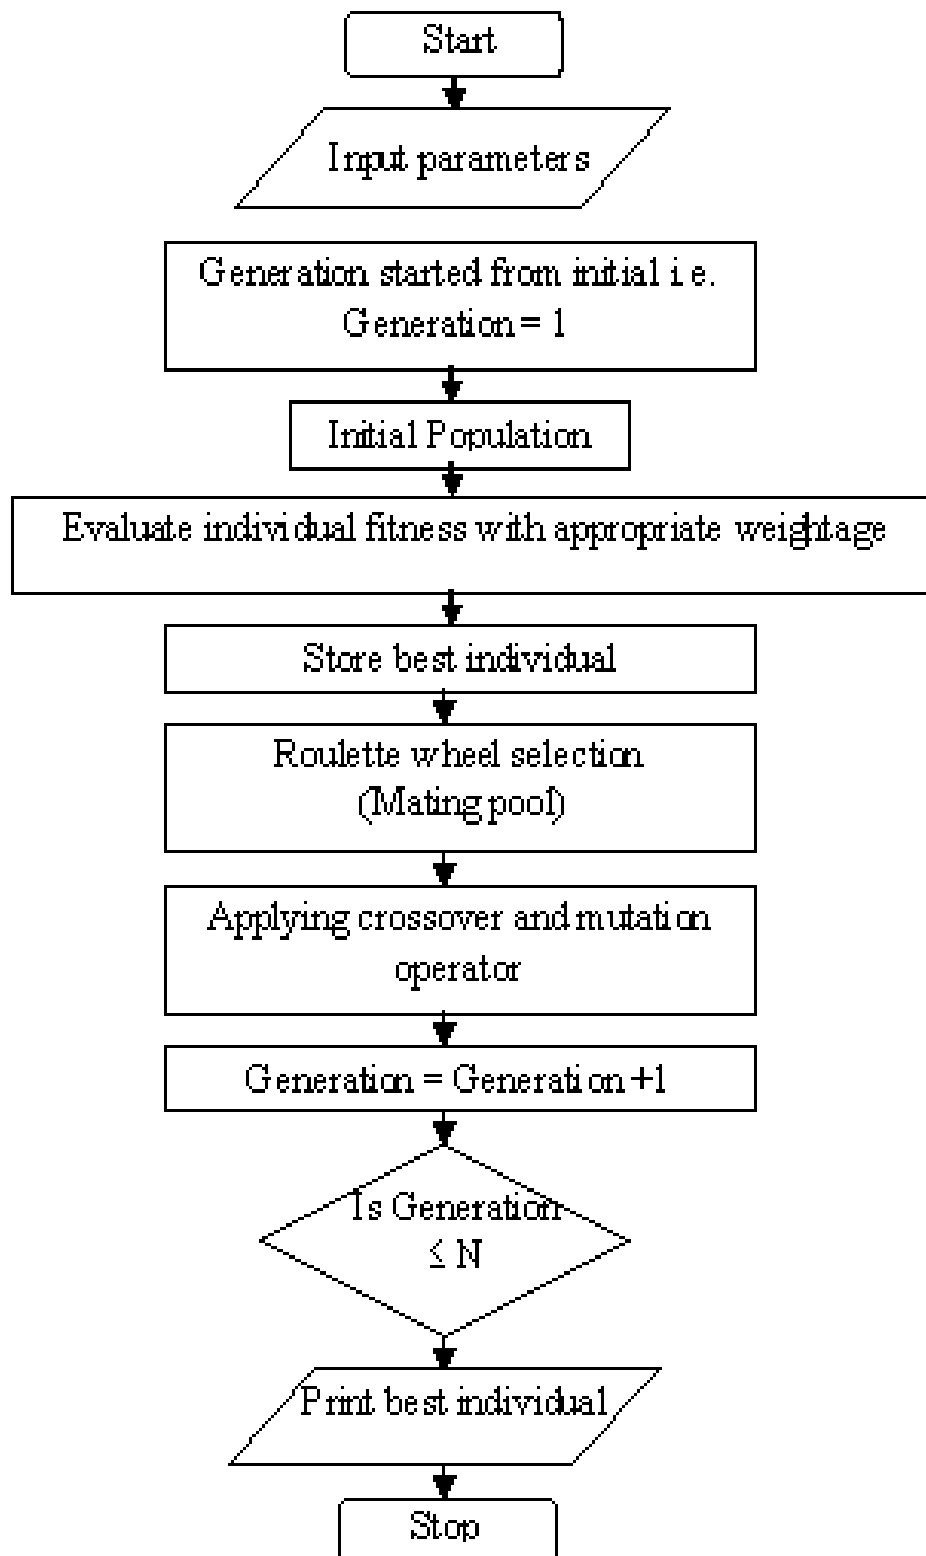 Start
Input parameters
Generation started from initial i e.
Generation = 1
Initial Population
Evaluate individual fitness with appropriate weightage
Store best individual
Roulette wheel selection
(Mating pool)
Applying crossover and mutation
operator
Generation = Generation +1
Is Generation
≤ N
Print best individual
Stop